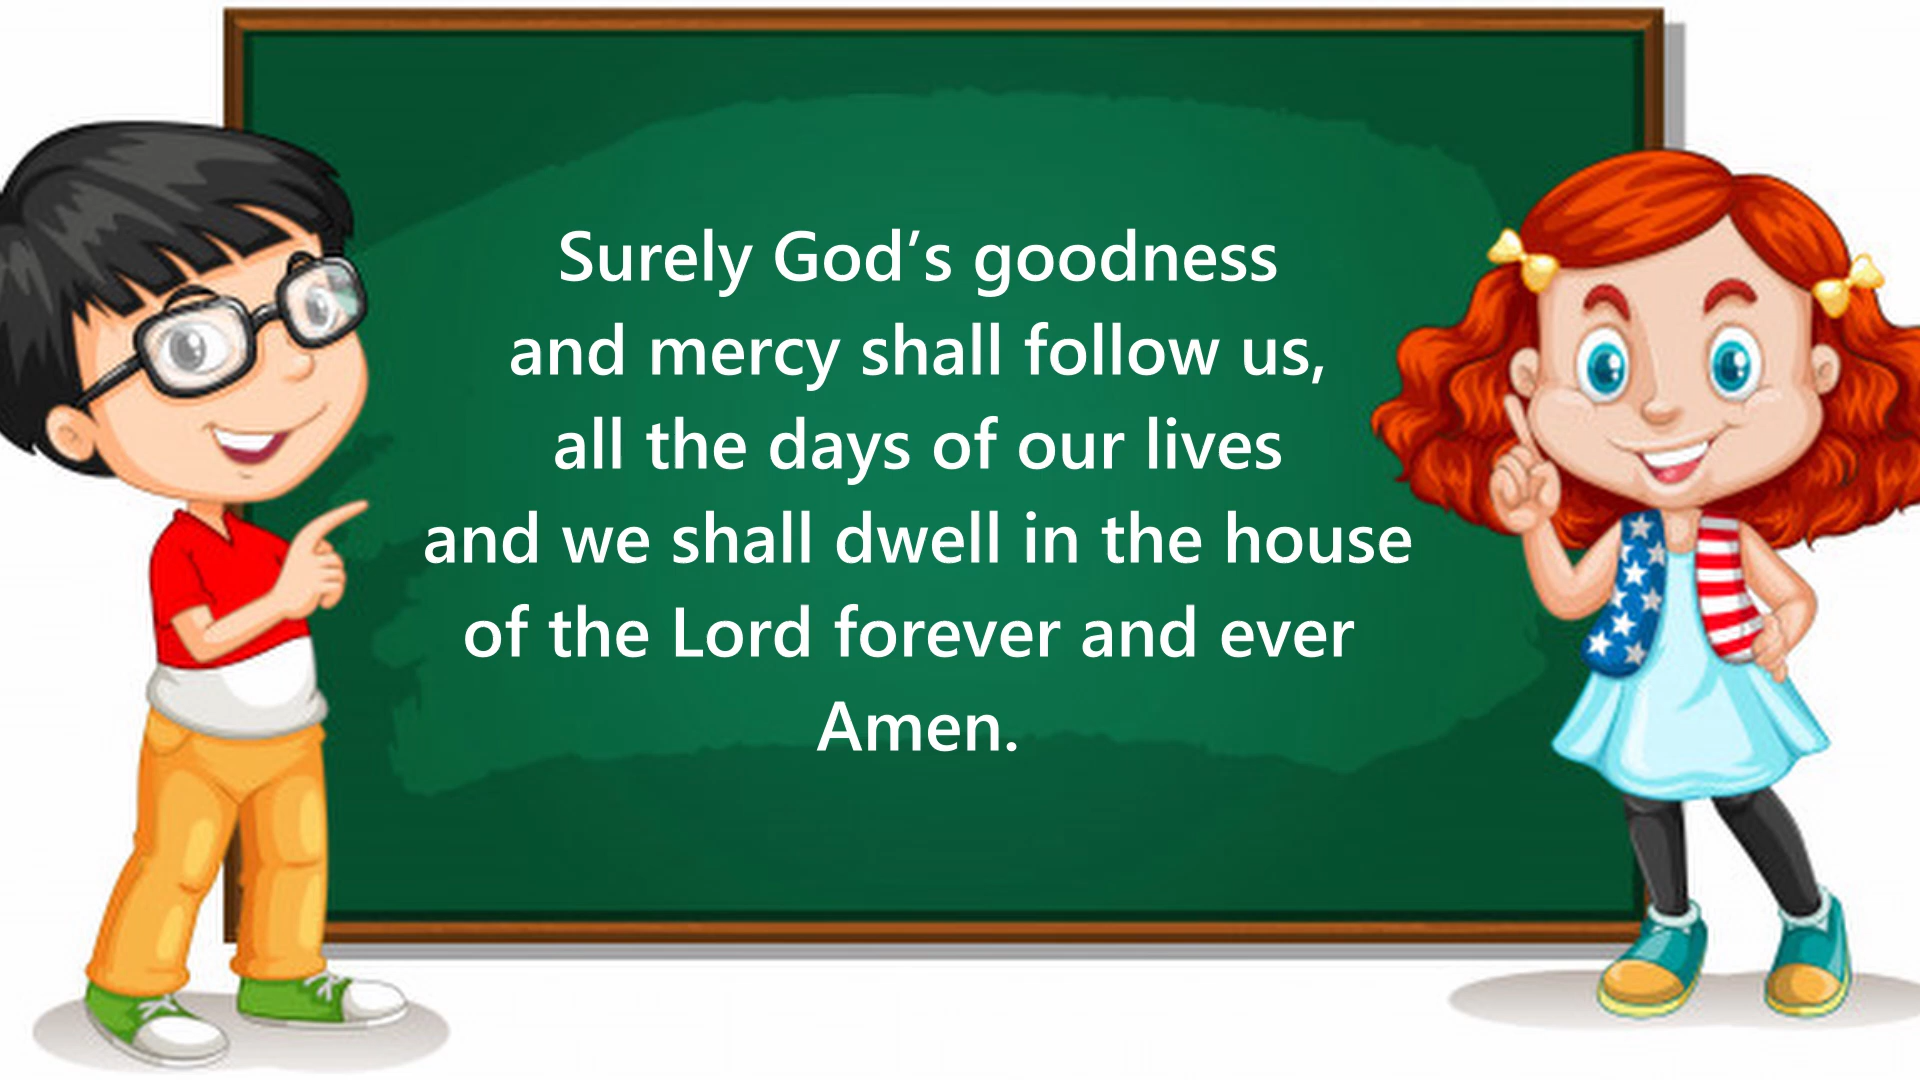 Surely God’s goodness
and mercy shall follow us,
all the days of our lives
and we shall dwell in the house
of the Lord forever and ever
Amen.